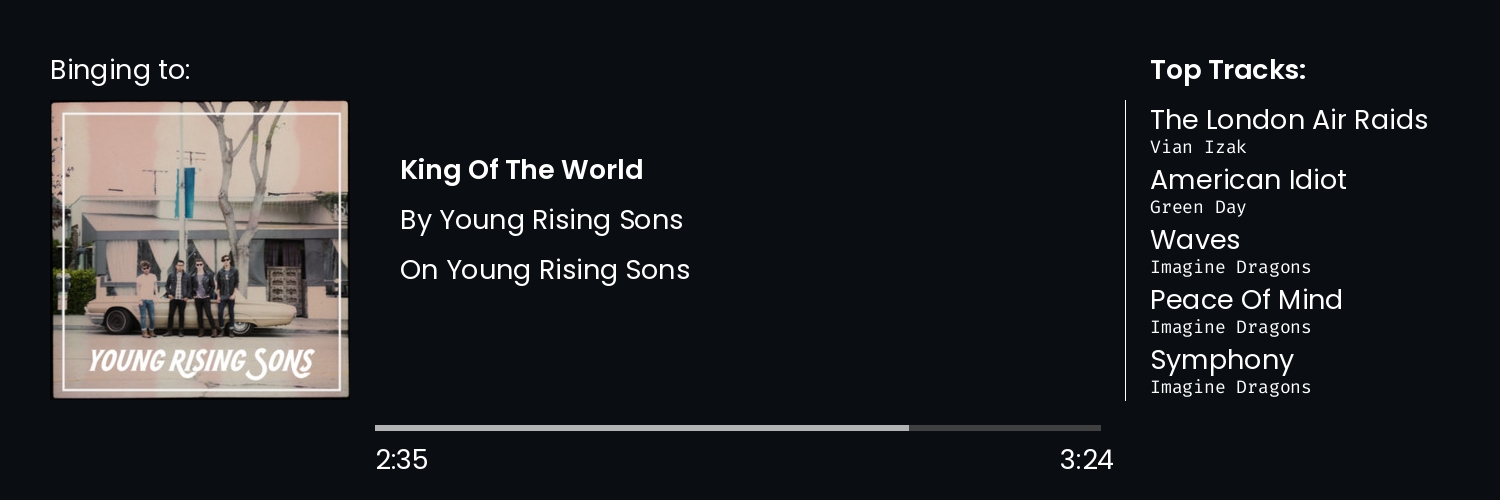 Binging to:
YOUNG RISING SONS
King Of The World
By Young Rising Sons
On Young Rising Sons
2:35
3:24
Top Tracks:
The London Air Raids
Vian Izak
American Idiot
Green Day
Waves
Imagine Dragons
Peace Of Mind
Imagine Dragons
Symphony
Imagine Dragons